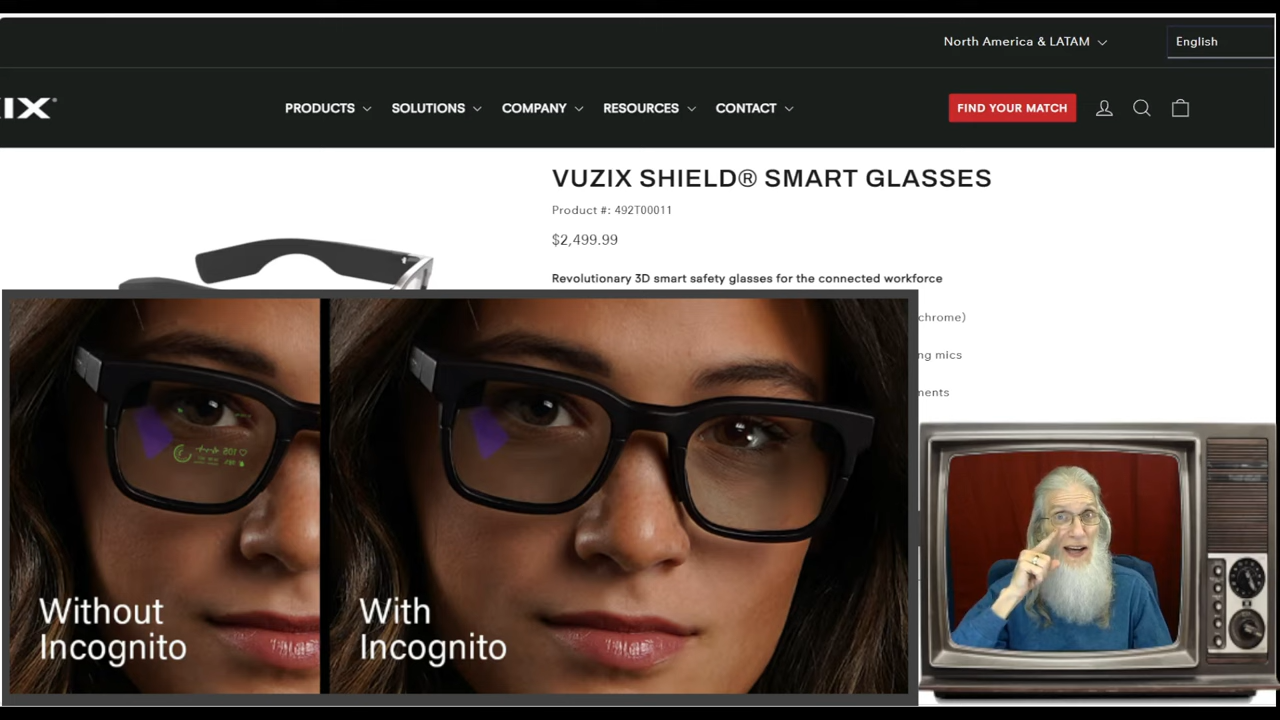 North America & LATAM
English
IX®
PRODUCTS
SOLUTIONS
COMPANY
RESOURCES
CONTACT
FIND YOUR MATCH
VUZIX SHIELD® SMART GLASSES
Product #: 492T00011
$2,499.99
Revolutionary 3D smart safety glasses for the connected workforce
chrome)
ng mics
nents
Without
Incognito
With
Incognito